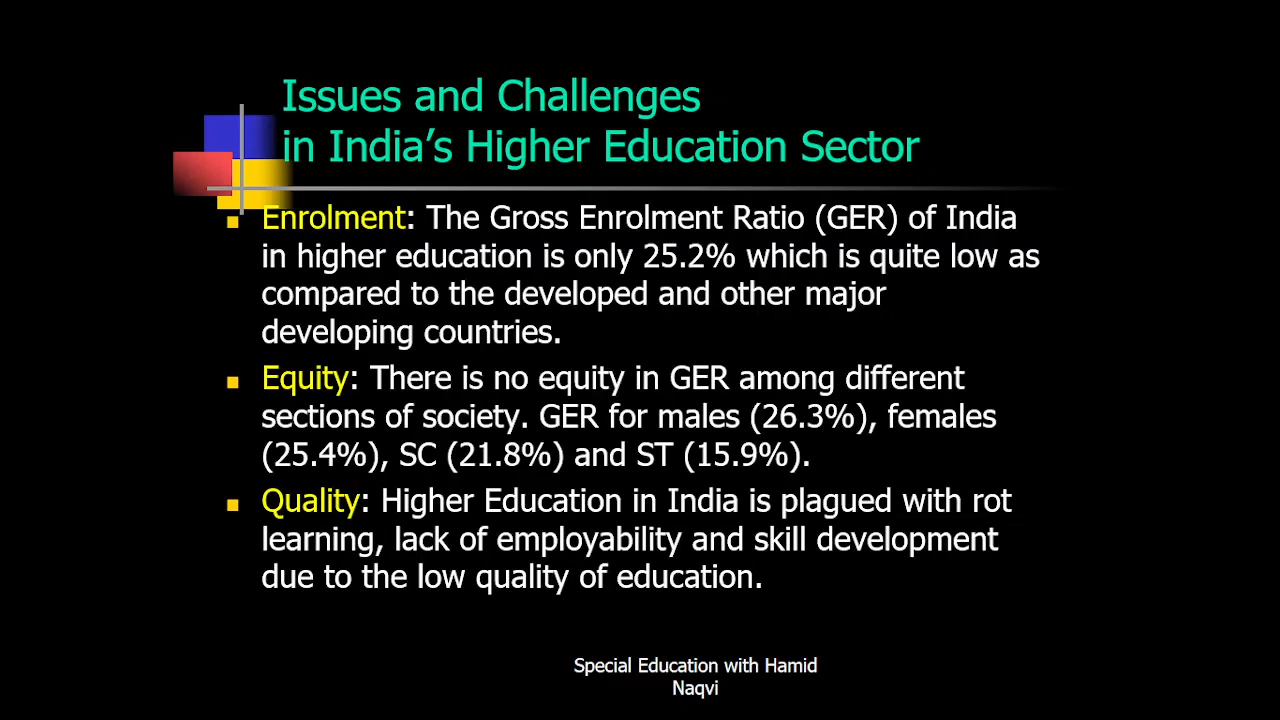 Issues and Challenges
in India’s Higher Education Sector
Enrolment: The Gross Enrolment Ratio (GER) of India
in higher education is only 25.2% which is quite low as
compared to the developed and other major
developing countries.
Equity: There is no equity in GER among different
sections of society. GER for males (26.3%), females
(25.4%), SC (21.8%) and ST (15.9%).
Quality: Higher Education in India is plagued with rot
learning, lack of employability and skill development
due to the low quality of education.
Special Education with Hamid
Naqvi